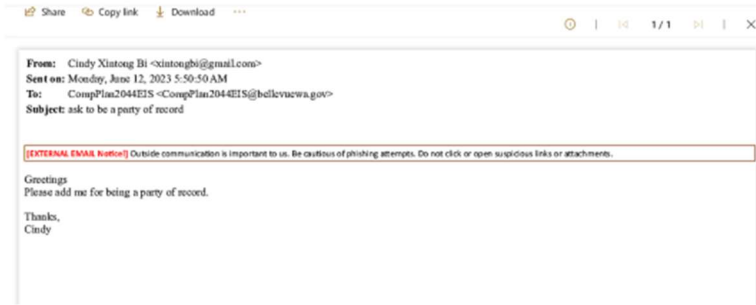 Share Copy link Download ...
1/1
From: Cindy Xintong Bi <xintongbi@gmail.com>
Sent on: Monday, June 12, 2023 5:50:50 AM
To: CompPlan2044EIS <CompPlan2044EIS@bellevuewa.gov>
Subject: ask to be a party of record
[EXTERNAL EMAIL Notice!] Outside communication is important to us. Be cautious of phishing attempts. Do not click or open suspicious links or attachments.
Greetings
Please add me for being a party of record.
Thanks,
Cindy